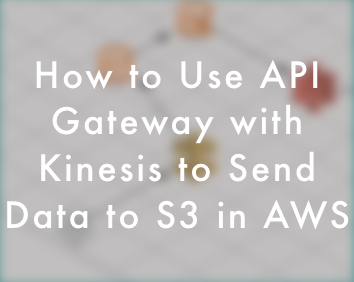 How to Use API
Gateway with
Kinesis to Send
Data to S3 in AWS